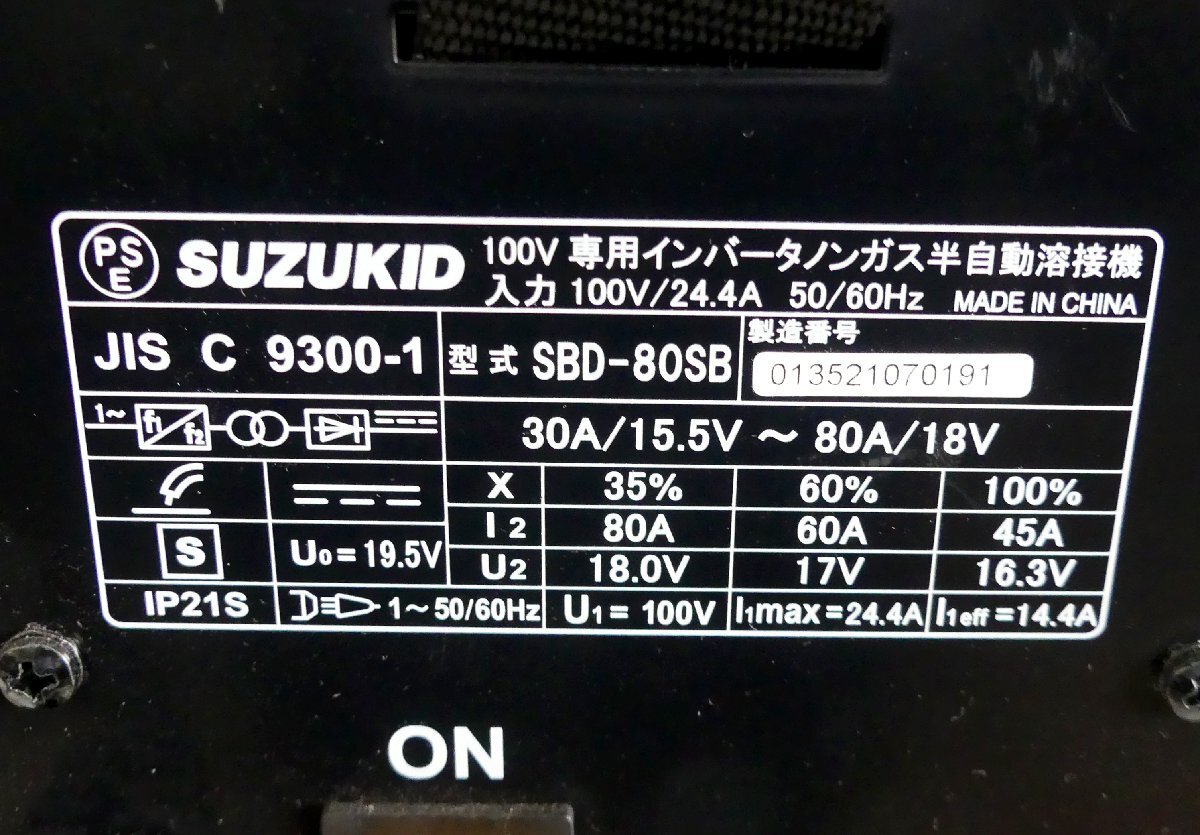 PSE SUZUKID 100V 専用インバータノンガス半自動溶接機
入力 100V/24.4A 50/60Hz MADE IN CHINA
JIS C 9300-1 型式 SBD-80SB 製造番号
013521070191
1~ f1 f2 30A/15.5V ~ 80A/18V
X 35% 60% 100%
I2 80A 60A 45A
S U0=19.5V U2 18.0V 17V 16.3V
IP21S 1~50/60Hz U1=100V I1max=24.4A I1eff=14.4A
ON